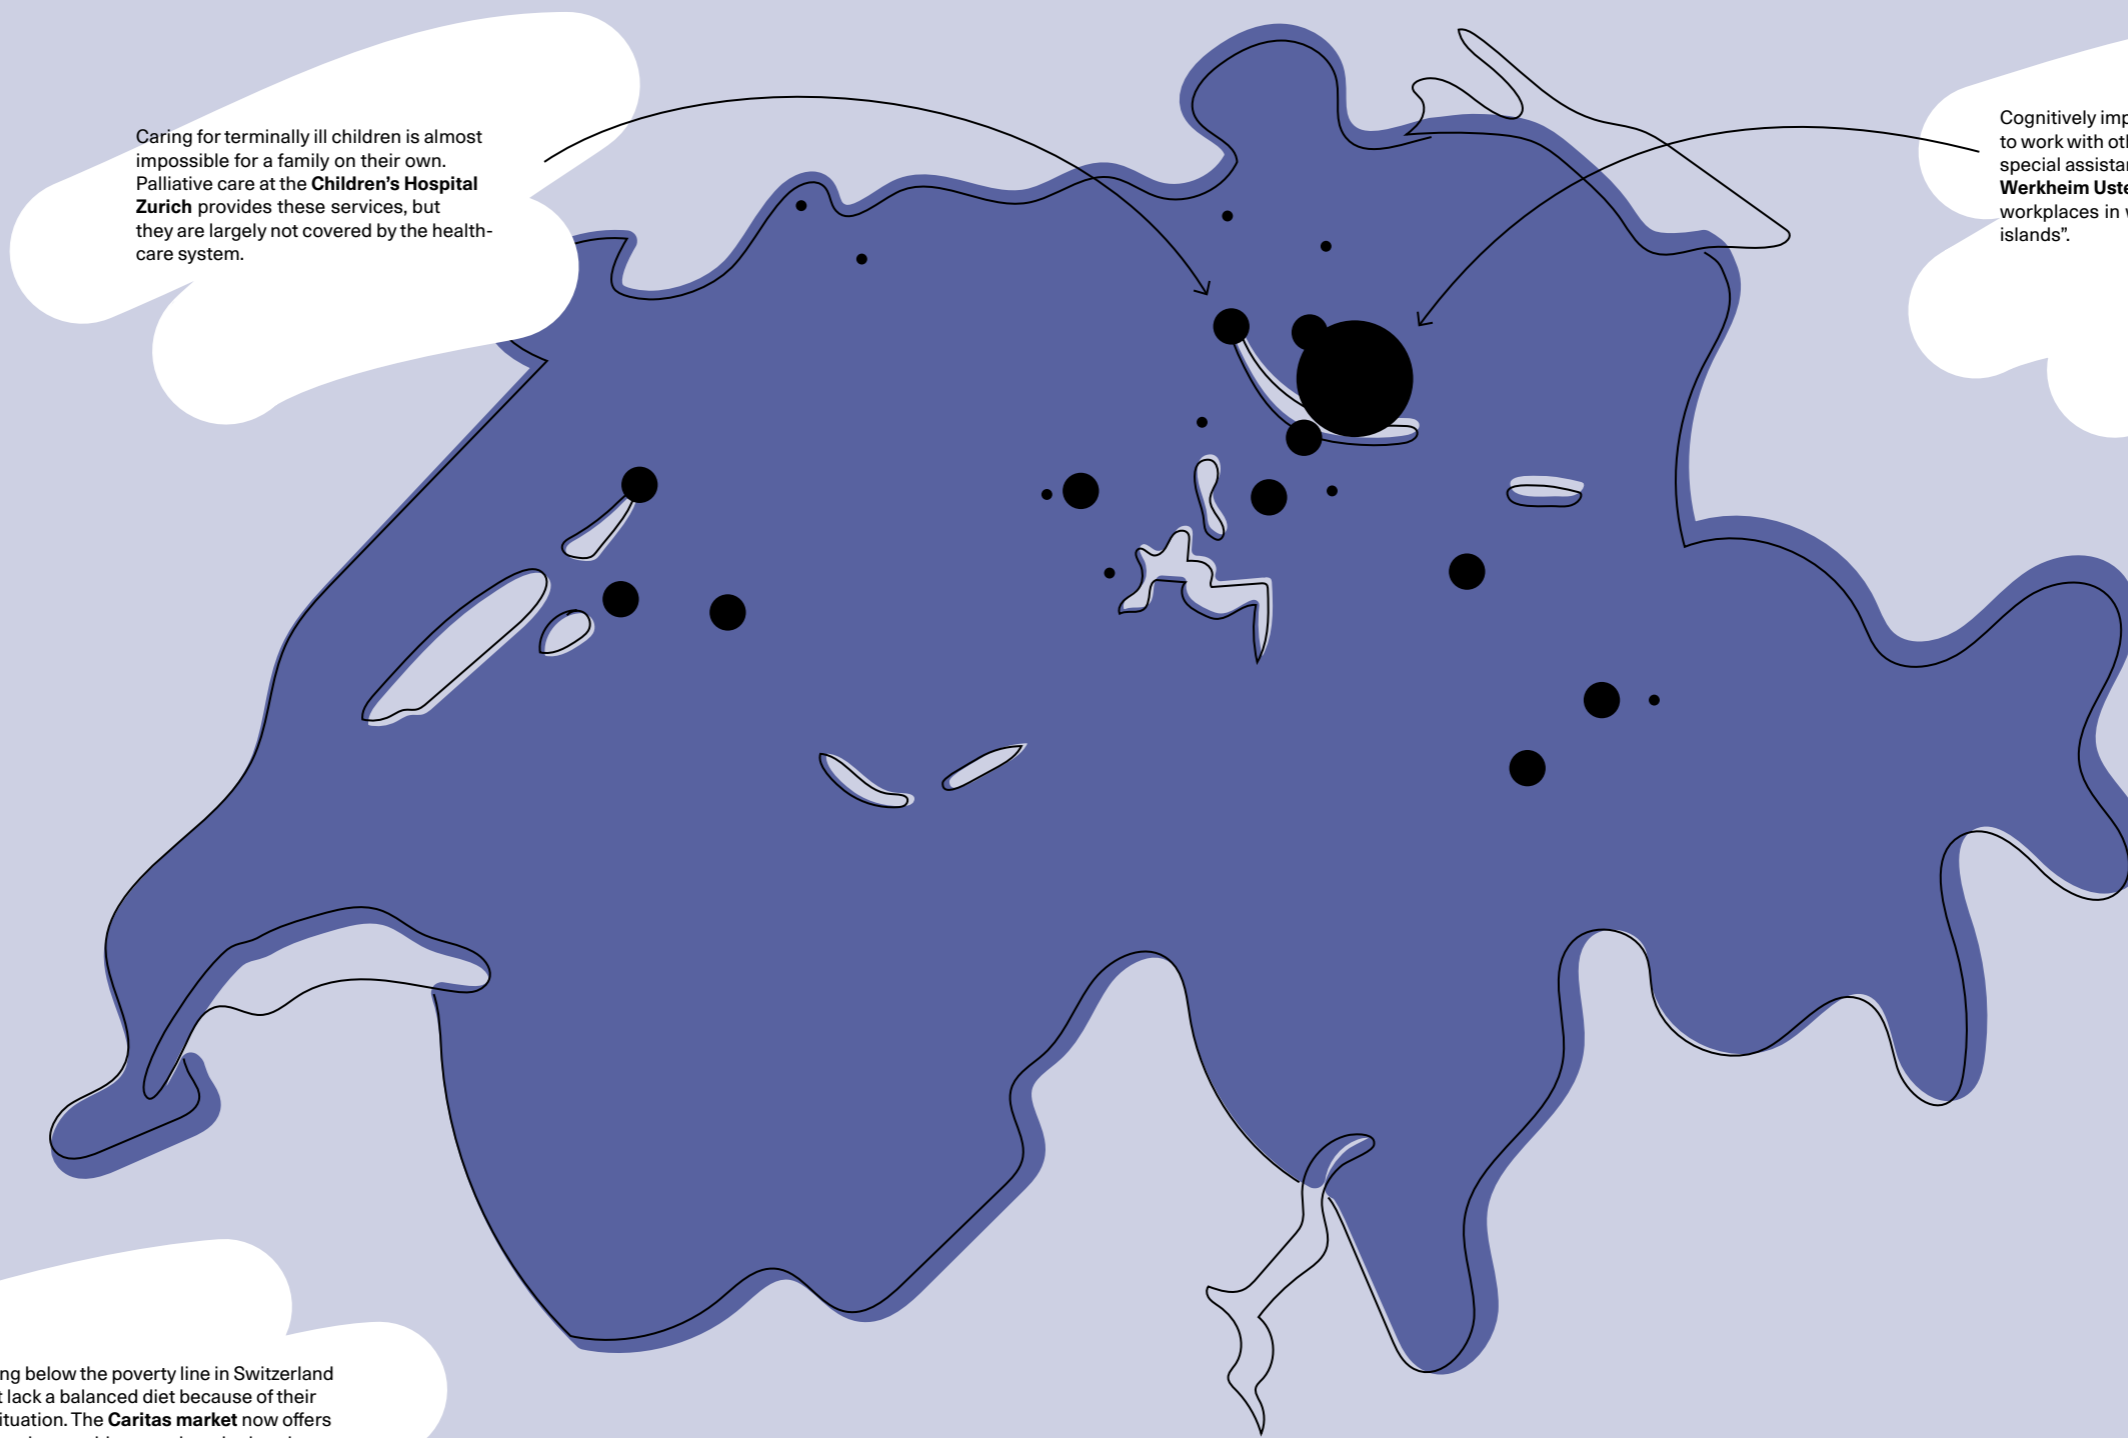 Caring for terminally ill children is almost
impossible for a family on their own.
Palliative care at the Children's Hospital
Zurich provides these services, but
they are largely not covered by the health-
care system.
Cognitively imp
to work with oth
special assistan
Werkheim Uste
workplaces in
islands”.
ng below the poverty line in Switzerland
t lack a balanced diet because of their
ituation. The Caritas market now offers